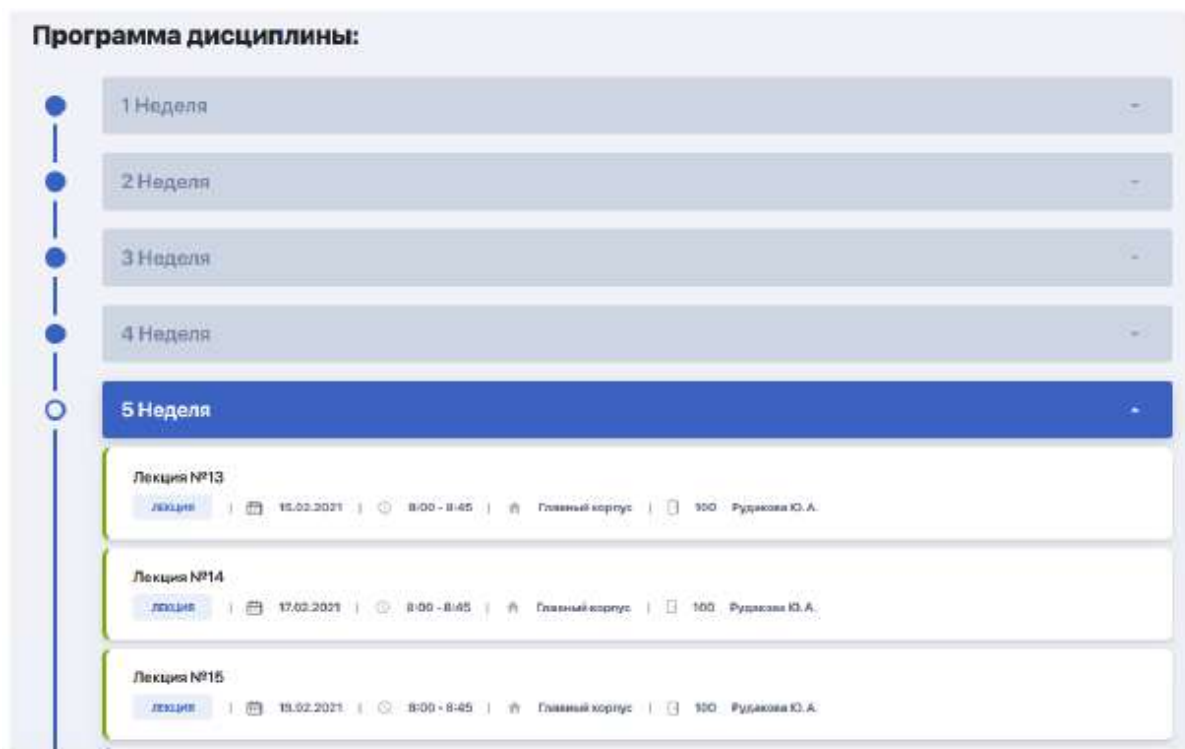 Программа дисциплины:
1 Неделя
2 Неделя
3 Неделя
4 Неделя
5 Неделя
Лекция №13
ЛЕКЦИЯ | 15.02.2021 | 8:00 - 8:45 | Главный корпус | 100 Рудакова Ю.А.
Лекция №14
ЛЕКЦИЯ | 17.02.2021 | 8:00 - 8:45 | Главный корпус | 100 Рудакова Ю.А.
Лекция №15
ЛЕКЦИЯ | 19.02.2021 | 8:00 - 8:45 | Главный корпус | 100 Рудакова Ю.А.